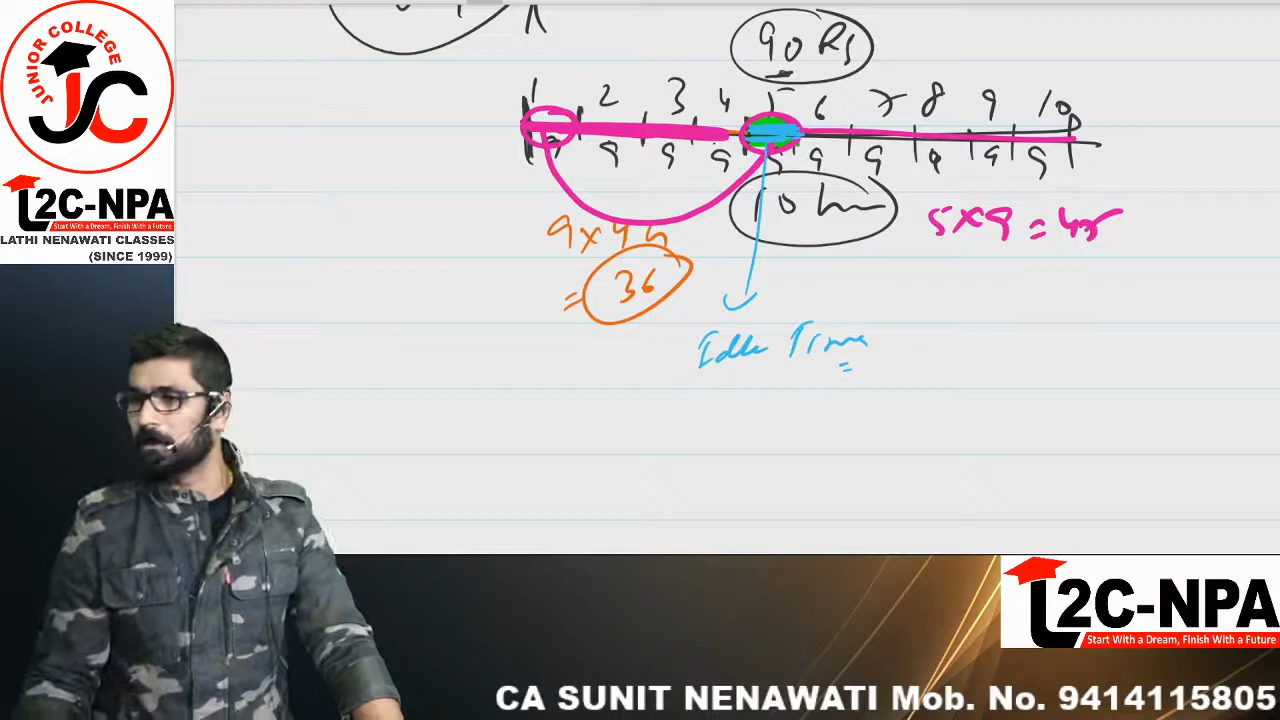 JUNIOR COLLEGE
JC
L2C-NPA
Start With a Dream, Finish With a Future
LATHI NENAWATI CLASSES
(SINCE 1999)
90 Rs
1 2 3 4 5 6 7 8 9 10
9 9 9 9 9 9 9 9 9
10 hr
9×4h
= 36
5×9 = 45
Idle Time
=
L2C-NPA
Start With a Dream, Finish With a Future
CA SUNIT NENAWATI Mob. No. 9414115805